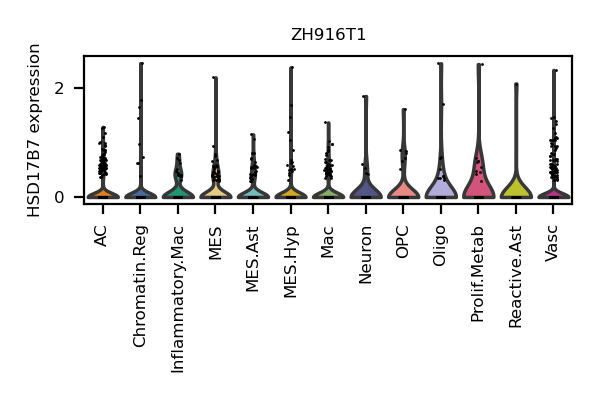 ZH916T1
HSD17B7 expression
2
0
AC
Chromatin.Reg
Inflammatory.Mac
MES
MES.Ast
MES.Hyp
Mac
Neuron
OPC
Oligo
Prolif.Metab
Reactive.Ast
Vasc